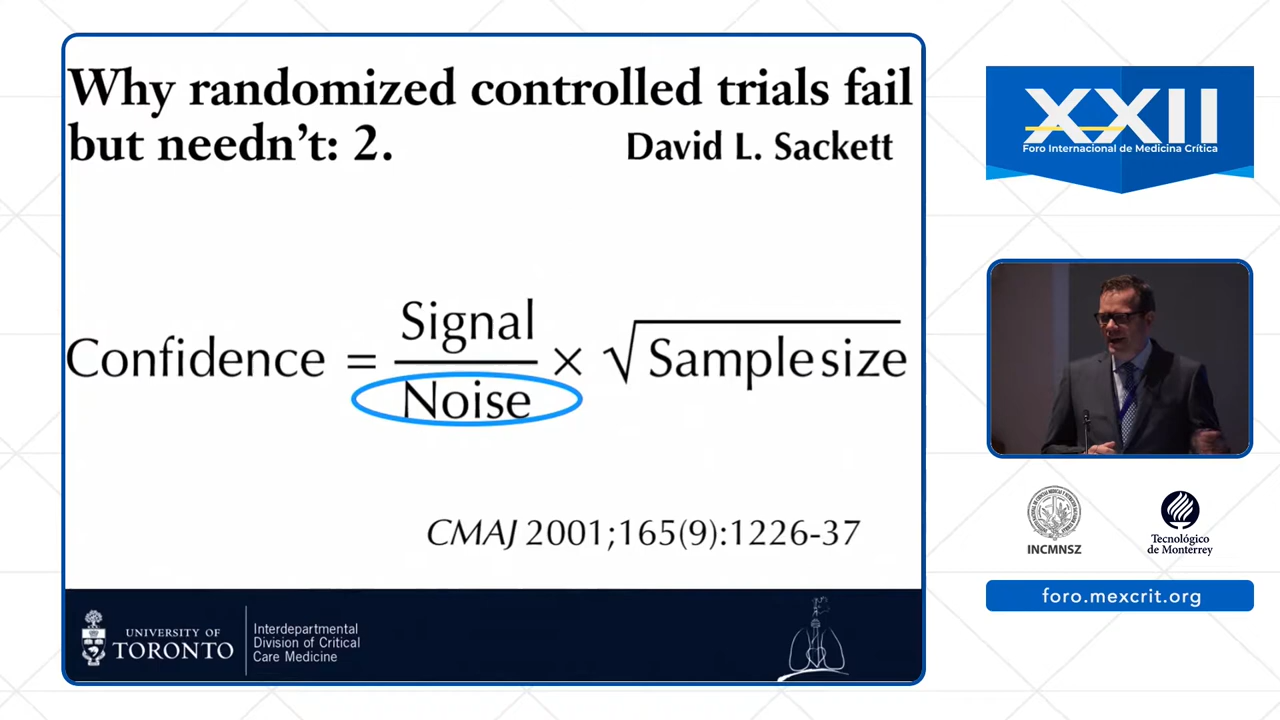 Why randomized controlled trials fail
but needn't: 2.
David L. Sackett
Confidence = Signal / Noise × √Sample size
CMAJ 2001;165(9):1226-37
UNIVERSITY OF
TORONTO
Interdepartmental
Division of Critical
Care Medicine
XXII
Foro Internacional de Medicina Crítica
INCMNSZ
Tecnológico
de Monterrey
foro.mexcrit.org